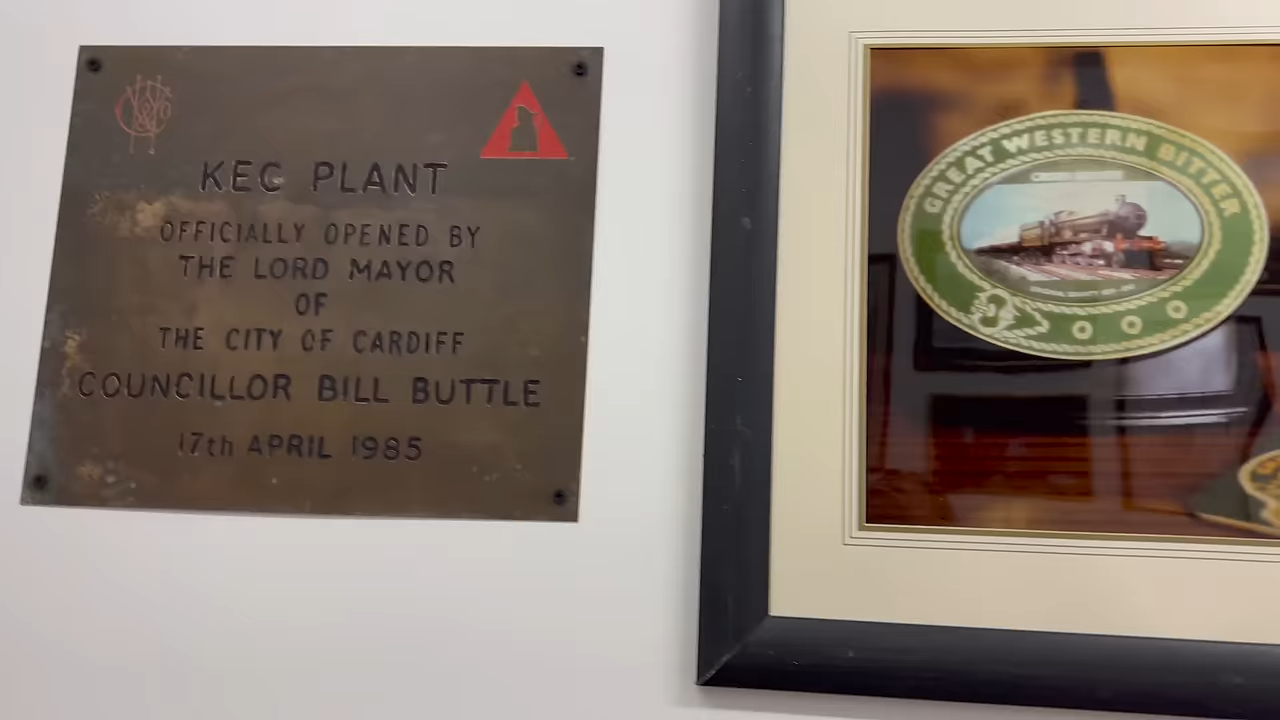 KEG PLANT
OFFICIALLY OPENED BY
THE LORD MAYOR
OF
THE CITY OF CARDIFF
COUNCILLOR BILL BUTTLE
17th APRIL 1985
GREAT WESTERN BITTER